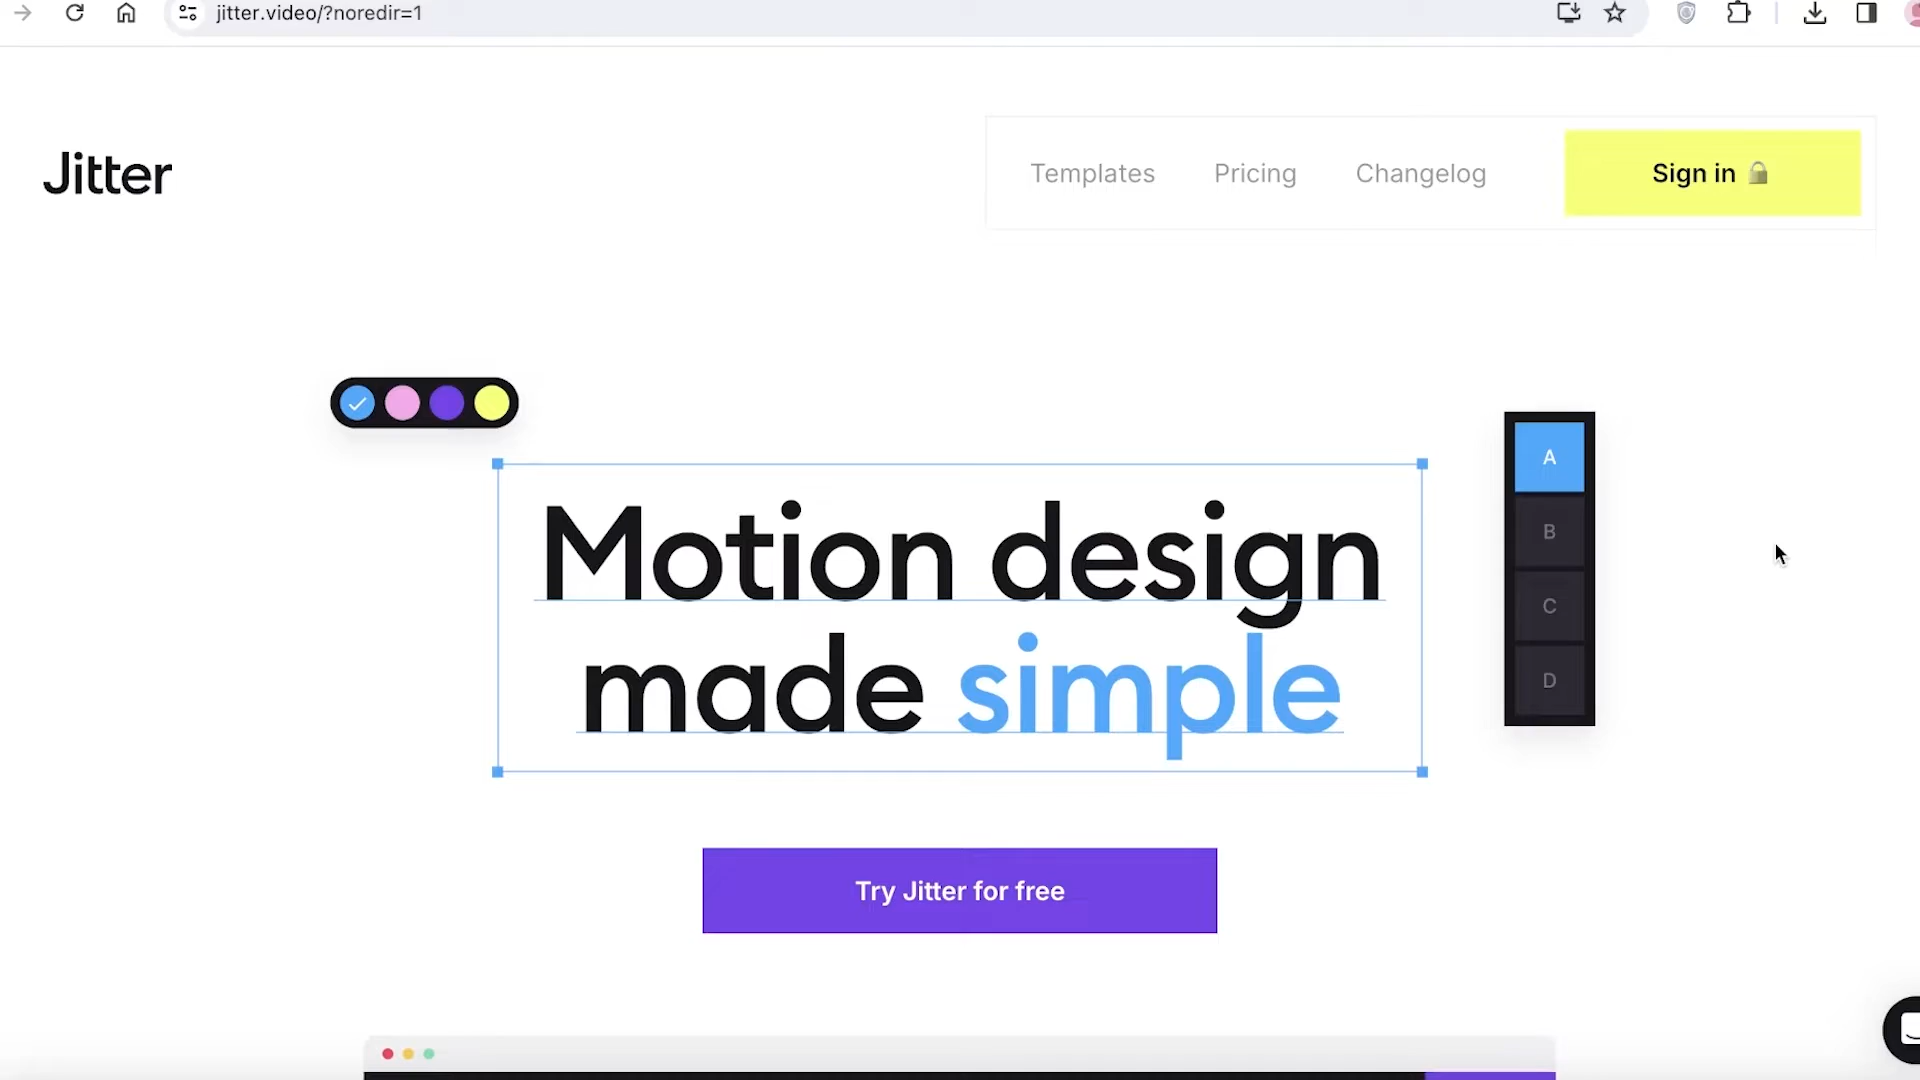 jitter.video/?noredir=1
Jitter
Templates
Pricing
Changelog
Sign in
A
B
C
D
Motion design
made simple
Try Jitter for free